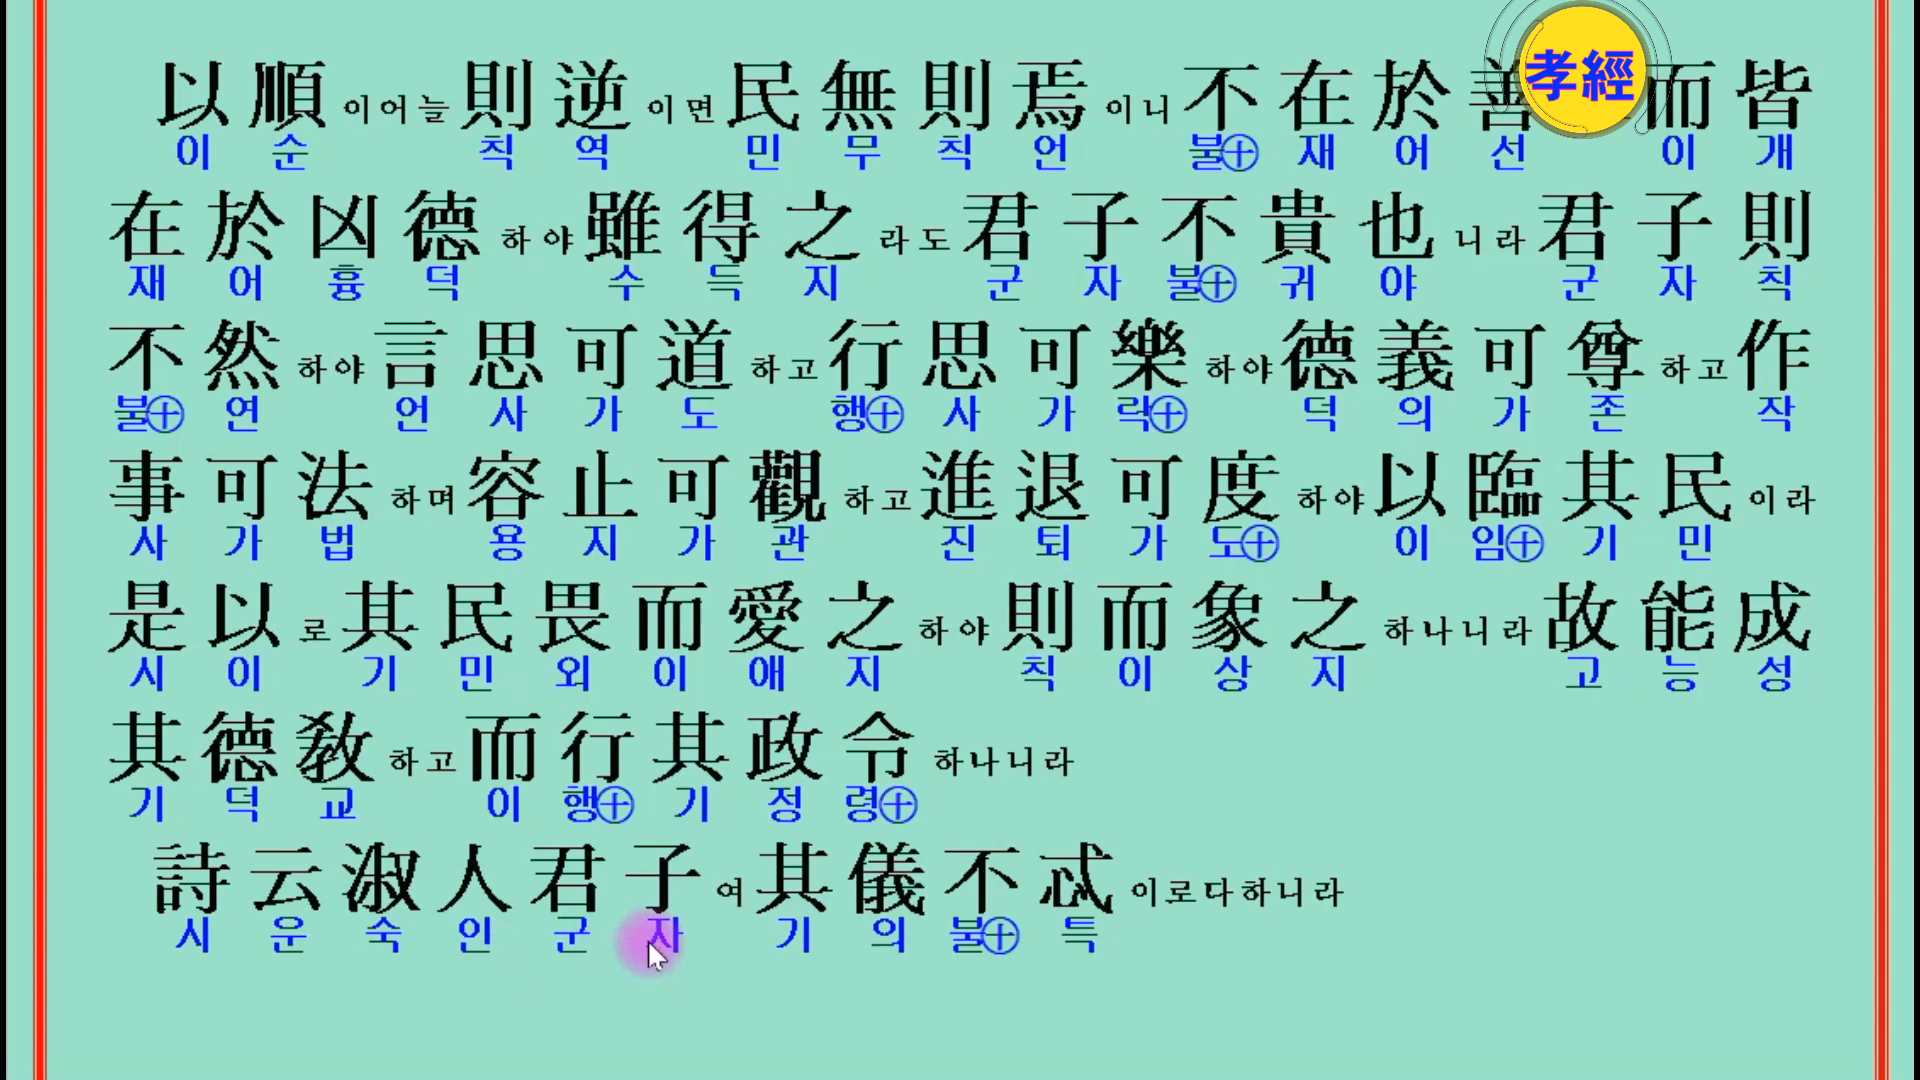 孝經
以順이어늘則逆이면民無則焉이니不在於善而皆
이 순 칙 역 민 무 칙 언 불㊉ 재 어 선 이 개
在於凶德하야雖得之라도君子不貴也니라君子則
재 어 흉 덕 수 득 지 군 자 불㊉ 귀 야 군 자 칙
不然하야言思可道하고行思可樂하야德義可尊하고作
불㊉ 연 언 사 가 도 행㊉ 사 가 락㊉ 덕 의 가 존 작
事可法하며容止可觀하고進退可度하야以臨其民이라
사 가 법 용 지 가 관 진 퇴 가 도㊉ 이 임㊉ 기 민
是以로其民畏而愛之하야則而象之하나니라故能成
시 이 기 민 외 이 애 지 칙 이 상 지 고 능 성
其德敎하고而行其政令하나니라
기 덕 교 이 행㊉ 기 정 령㊉
詩云淑人君子여其儀不忒이로다하니라
시 운 숙 인 군 자 기 의 불㊉ 특